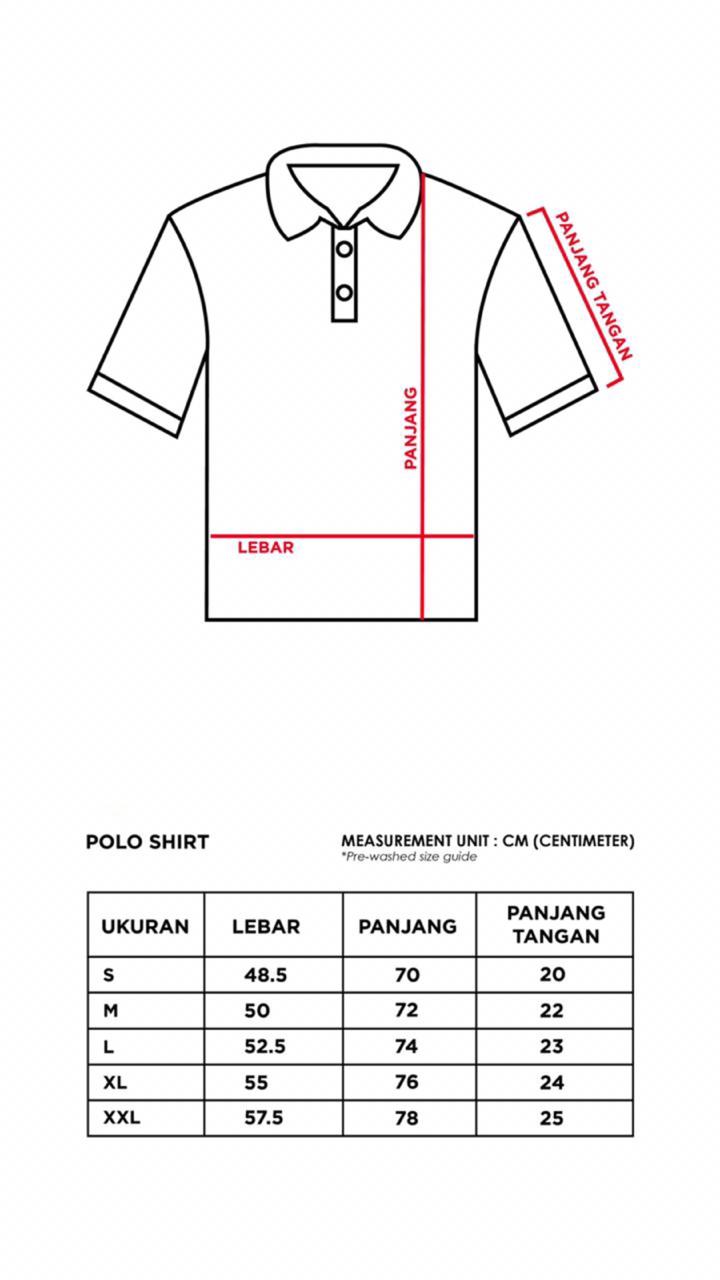 PANJANG TANGAN
PANJANG
LEBAR
POLO SHIRT
MEASUREMENT UNIT : CM (CENTIMETER)
*Pre-washed size guide
UKURAN LEBAR PANJANG PANJANG TANGAN
S 48.5 70 20
M 50 72 22
L 52.5 74 23
XL 55 76 24
XXL 57.5 78 25